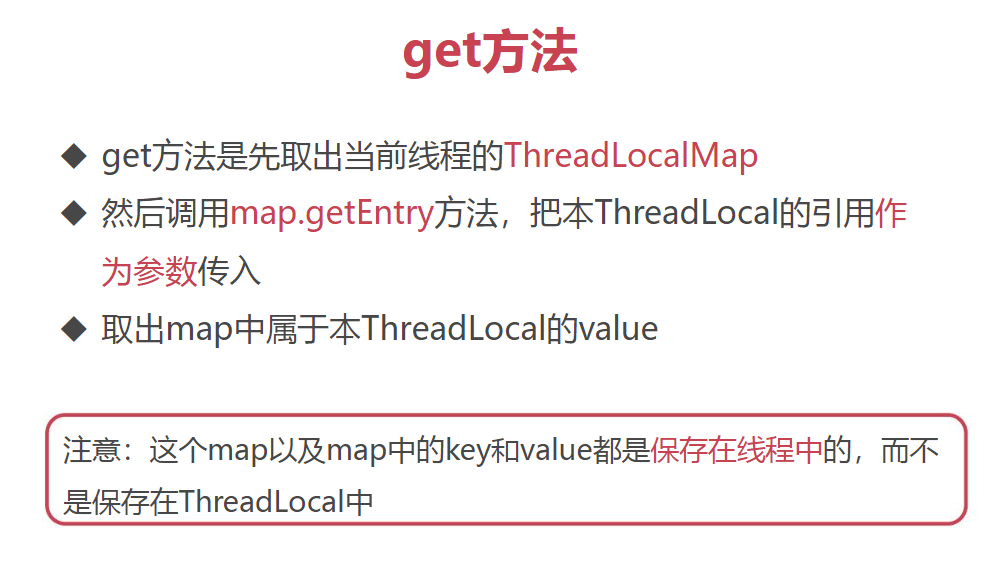 get方法
◆ get方法是先取出当前线程的ThreadLocalMap
◆ 然后调用map.getEntry方法，把本ThreadLocal的引用作
为参数传入
◆ 取出map中属于本ThreadLocal的value
注意：这个map以及map中的key和value都是保存在线程中的，而不
是保存在ThreadLocal中